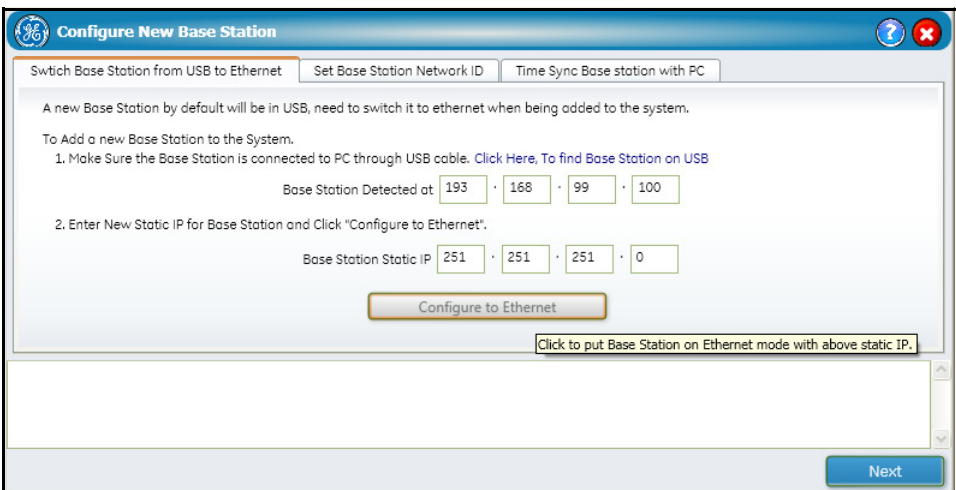 Configure New Base Station
Swtich Base Station from USB to Ethernet
Set Base Station Network ID
Time Sync Base station with PC
A new Base Station by default will be in USB, need to switch it to ethernet when being added to the system.
To Add a new Base Station to the System.
1. Make Sure the Base Station is connected to PC through USB cable. Click Here, To find Base Station on USB
Base Station Detected at 193 . 168 . 99 . 100
2. Enter New Static IP for Base Station and Click "Configure to Ethernet".
Base Station Static IP 251 . 251 . 251 . 0
Configure to Ethernet
Click to put Base Station on Ethernet mode with above static IP.
Next